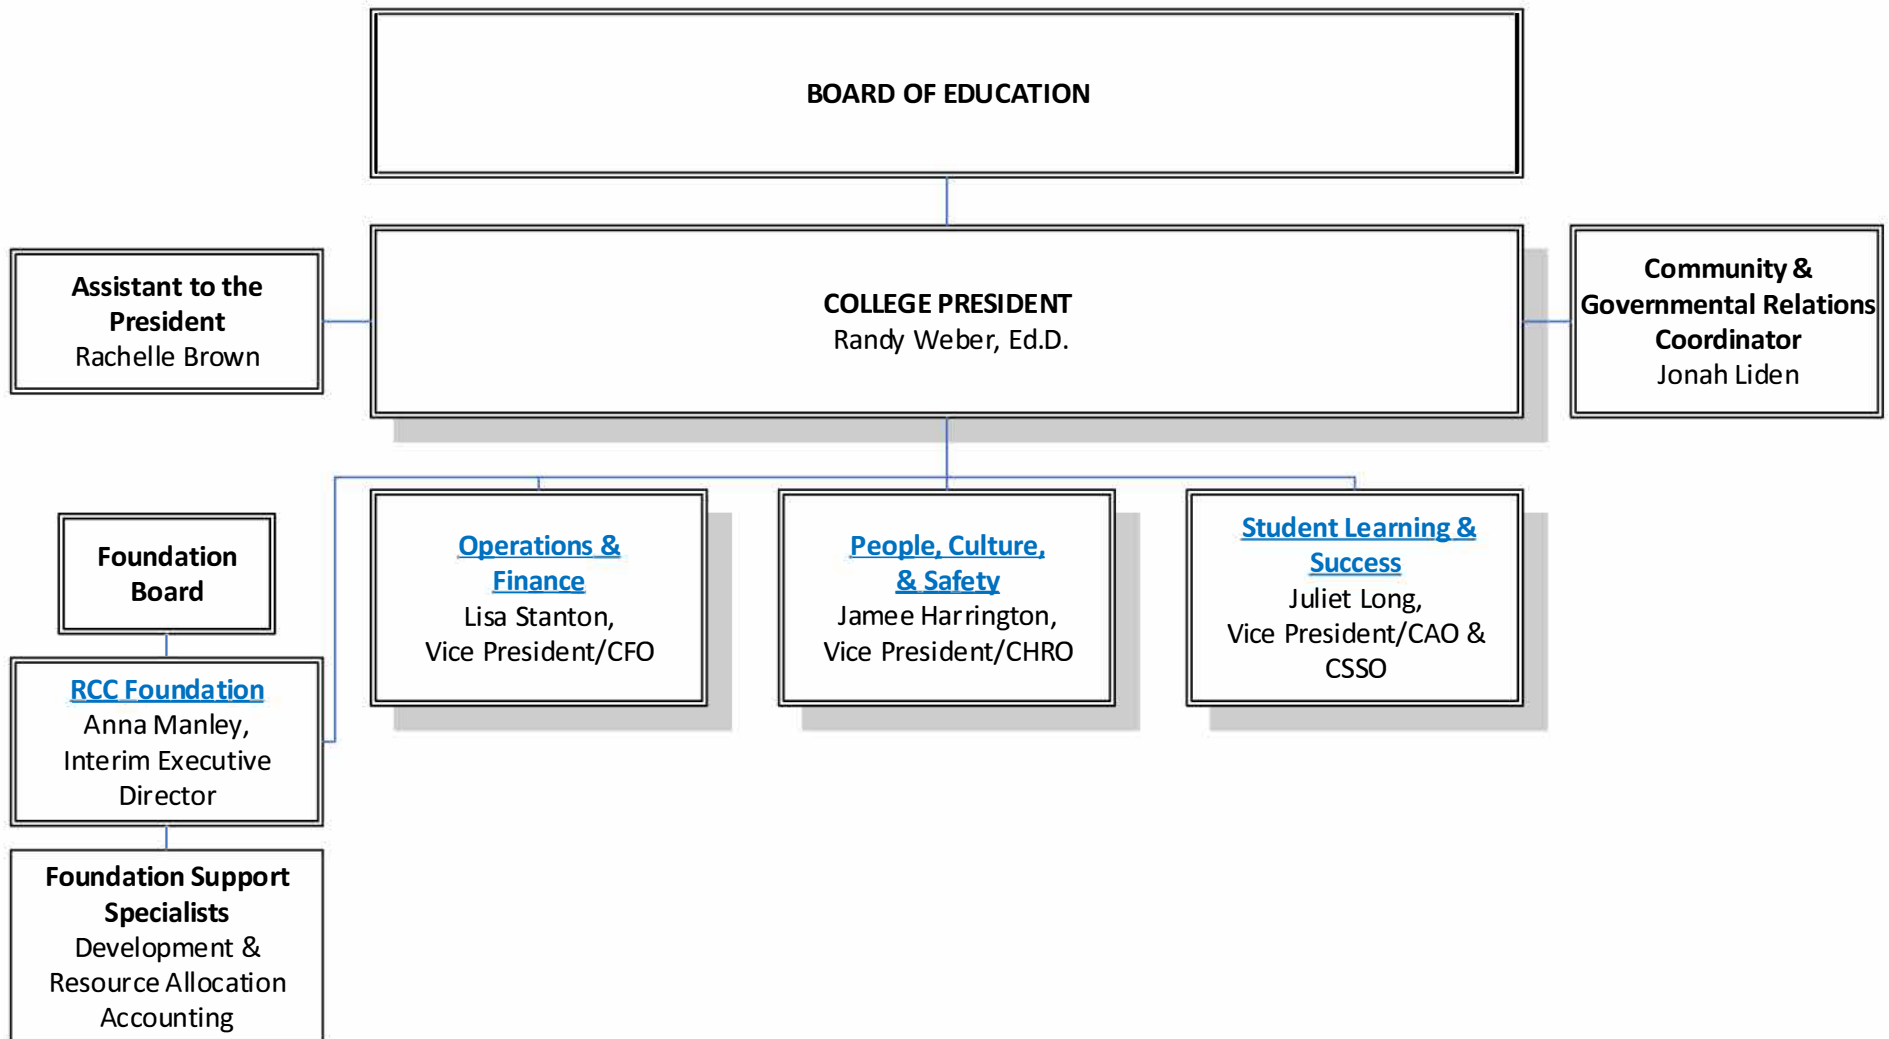 BOARD OF EDUCATION
Assistant to the
President
Rachelle Brown
COLLEGE PRESIDENT
Randy Weber, Ed.D.
Community &
Governmental Relations
Coordinator
Jonah Liden
Foundation
Board
RCC Foundation
Anna Manley,
Interim Executive
Director
Foundation Support
Specialists
Development &
Resource Allocation
Accounting
Operations &
Finance
Lisa Stanton,
Vice President/CFO
People, Culture,
& Safety
Jamee Harrington,
Vice President/CHRO
Student Learning &
Success
Juliet Long,
Vice President/CAO &
CSSO